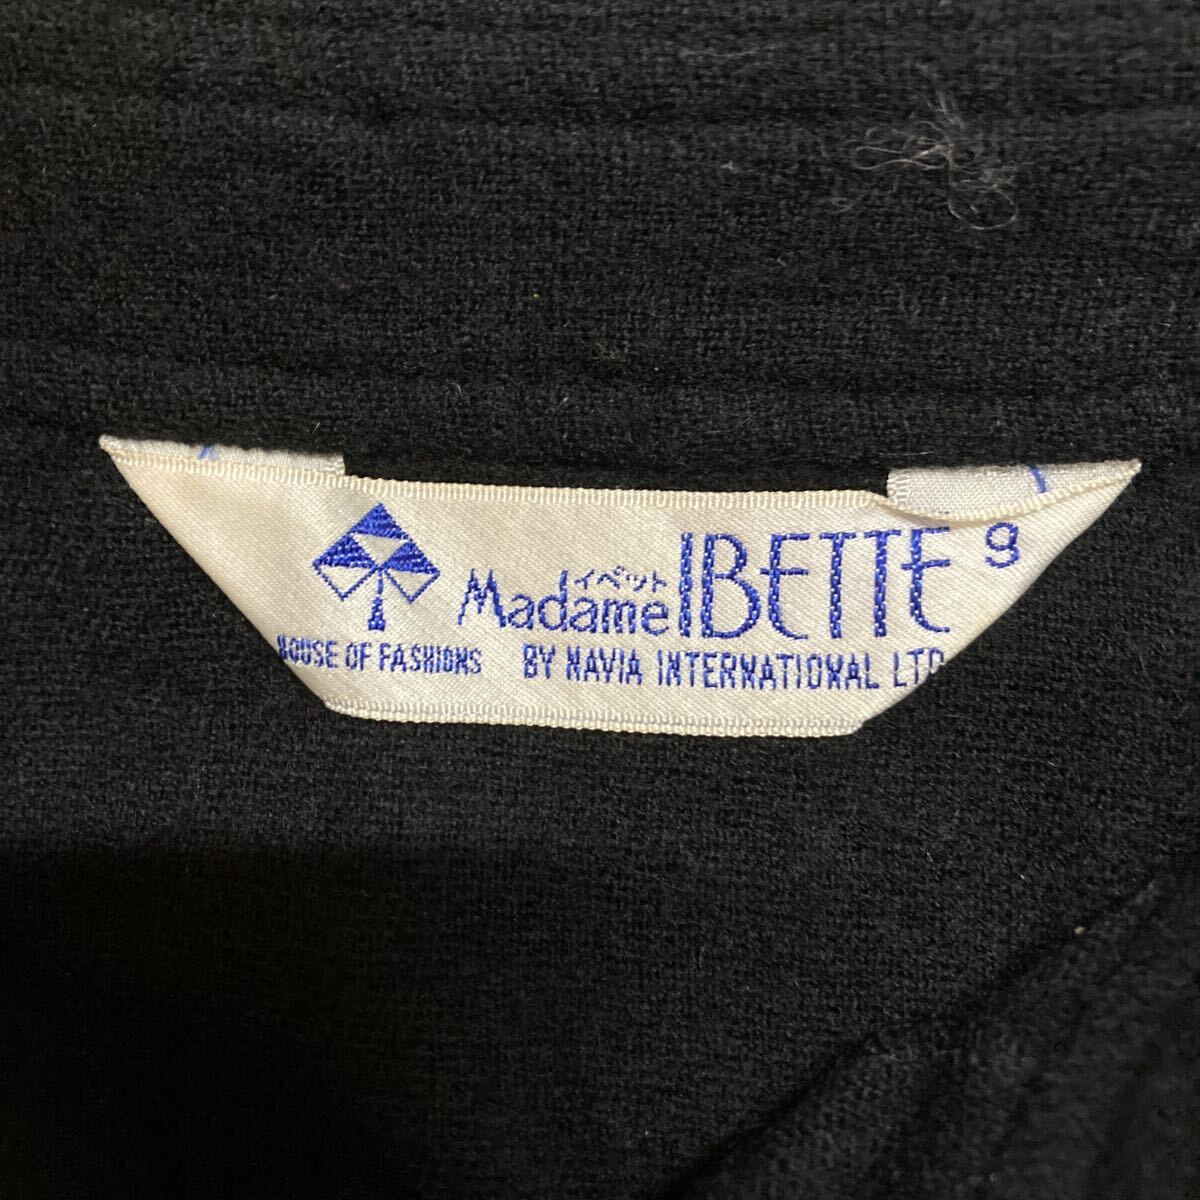 イベット
Madame IBETTE 9
HOUSE OF FASHIONS BY NAVIA INTERNATIONAL LTD